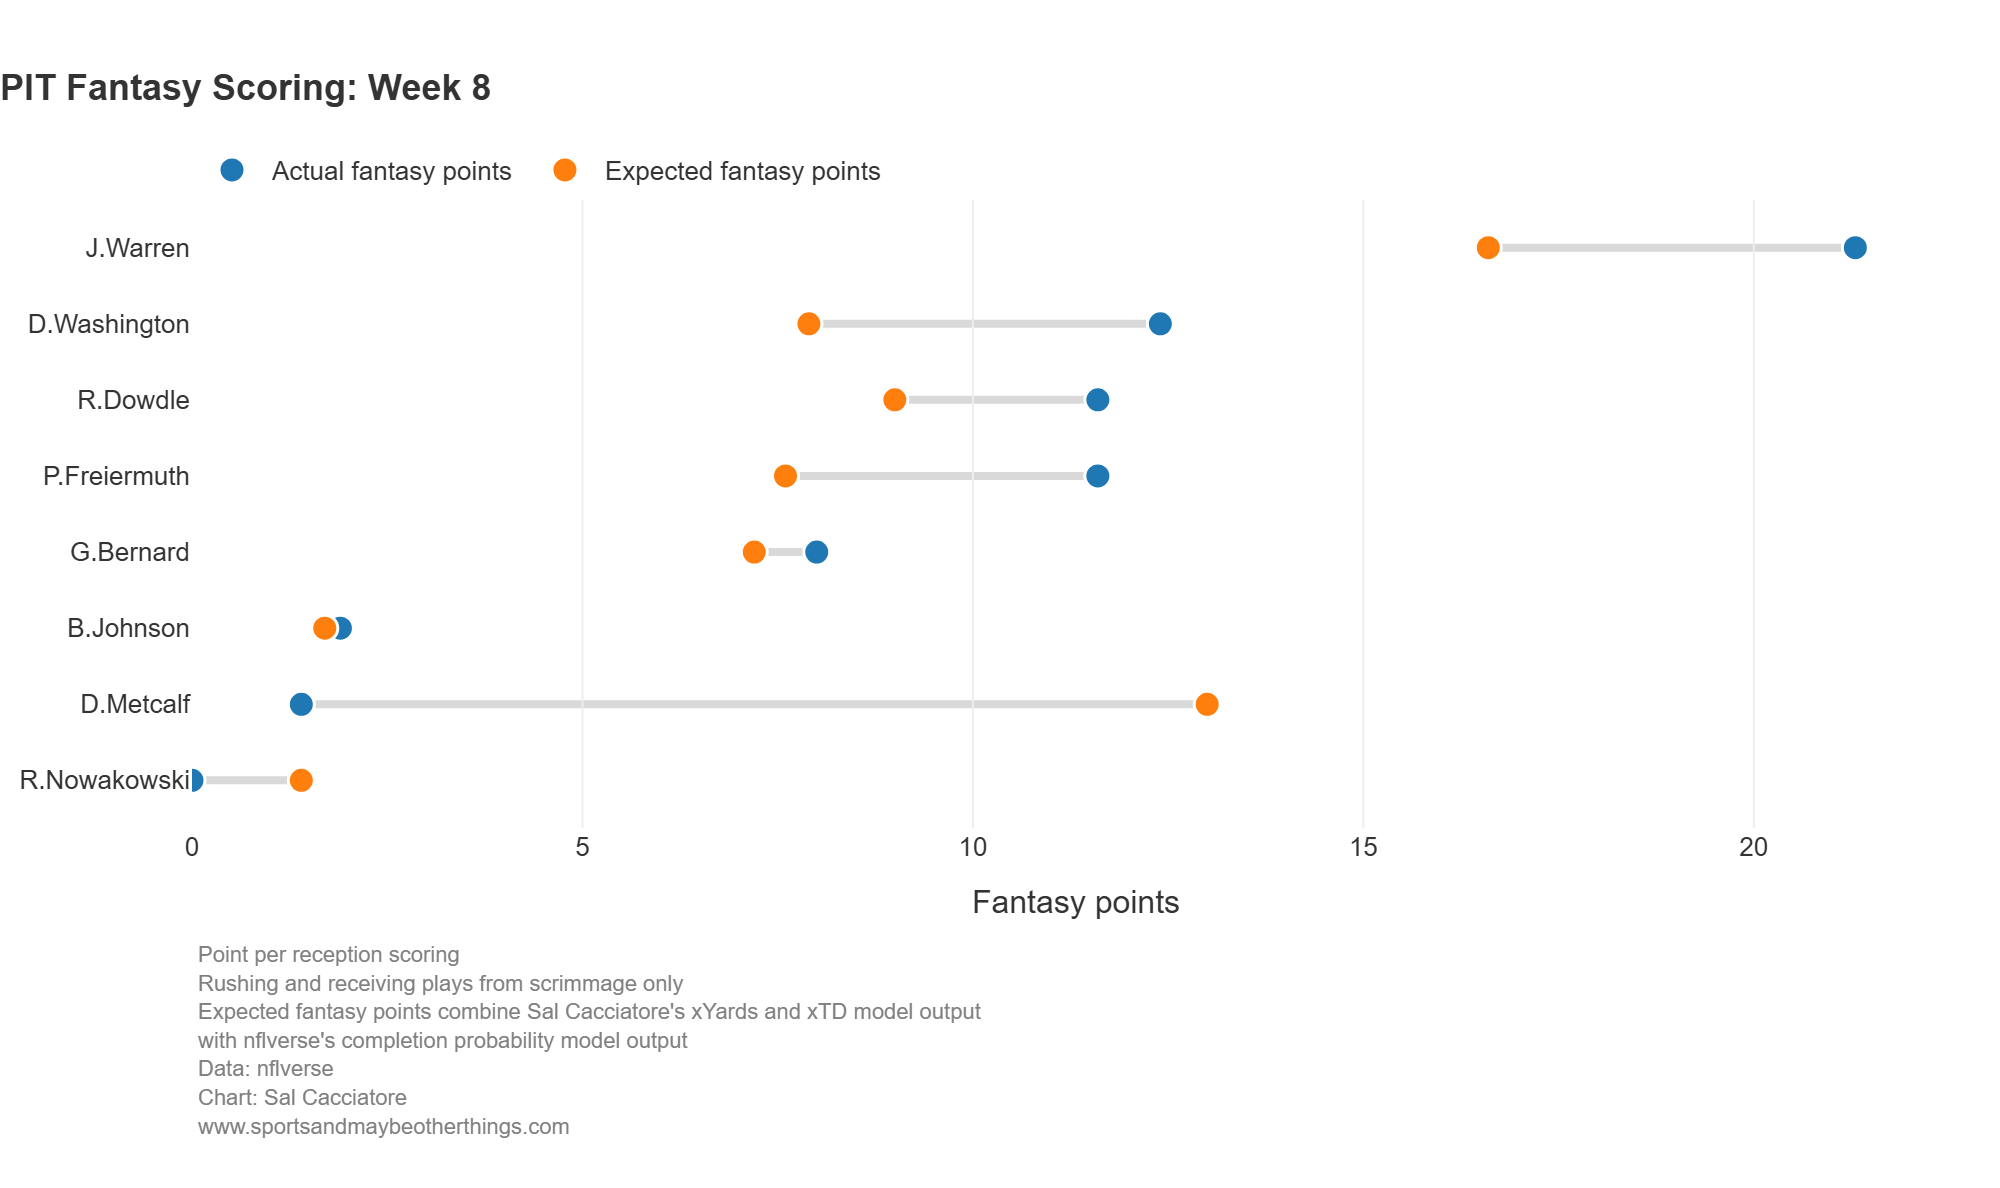 PIT Fantasy Scoring: Week 8
Actual fantasy points
Expected fantasy points
J.Warren
D.Washington
R.Dowdle
P.Freiermuth
G.Bernard
B.Johnson
D.Metcalf
R.Nowakowski
0 5 10 15 20
Fantasy points
Point per reception scoring
Rushing and receiving plays from scrimmage only
Expected fantasy points combine Sal Cacciatore's xYards and xTD model output
with nflverse's completion probability model output
Data: nflverse
Chart: Sal Cacciatore
www.sportsandmaybeotherthings.com